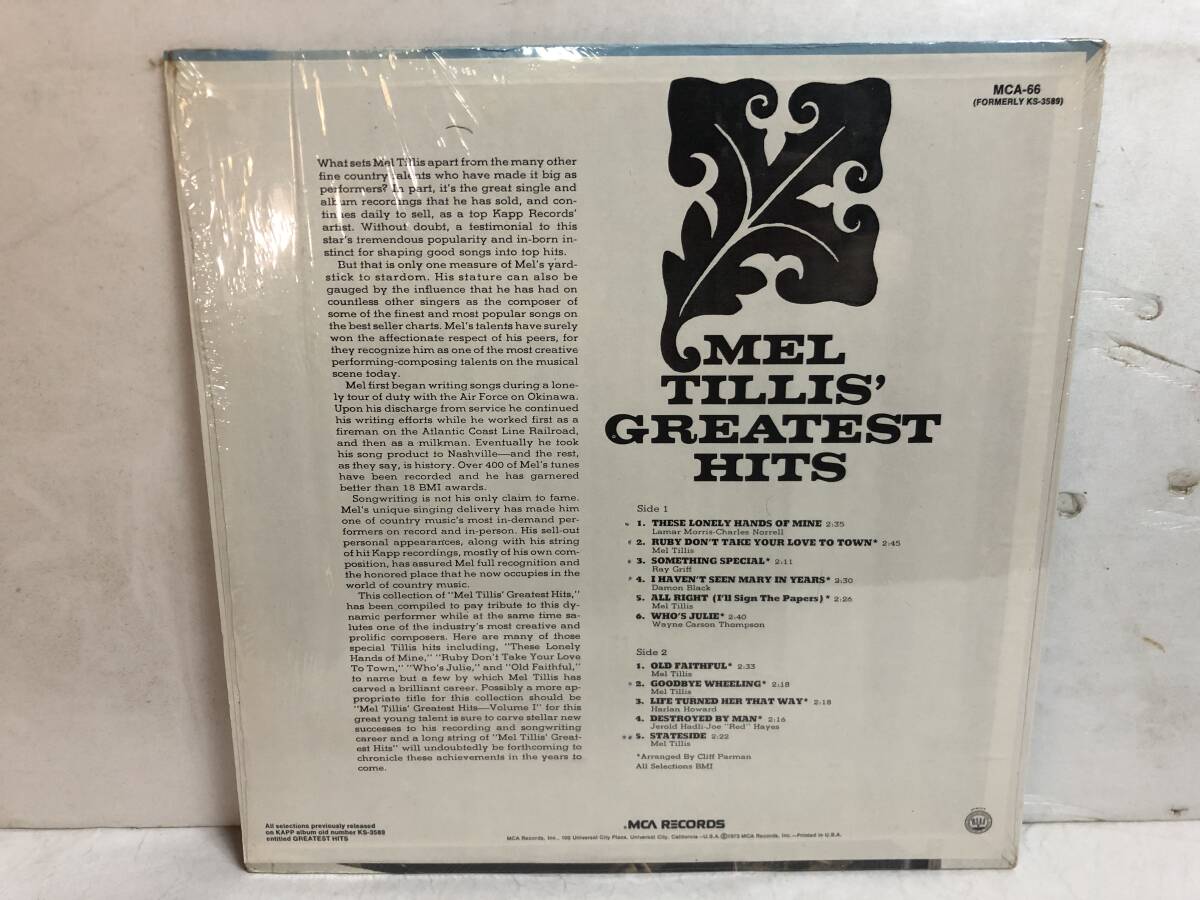 MCA-66
(FORMERLY KS-3589)
What sets Mel Tillis apart from the many other
fine country talents who have made it big as
performers? In part, it's the great single and
album recordings that he has sold, and con-
tinues daily to sell, as a top Kapp Records'
artist. Without doubt, a testimonial to this
star's tremendous popularity and in-born in-
stinct for shaping good songs into top hits.
But that is only one measure of Mel's yard-
stick to stardom. His stature can also be
gauged by the influence that he has had on
countless other singers as the composer of
some of the finest and most popular songs on
the best seller charts. Mel's talents have surely
won the affectionate respect of his peers, for
they recognize him as one of the most creative
performing-composing talents on the musical
scene today.
Mel first began writing songs during a lone-
ly tour of duty with the Air Force on Okinawa.
Upon his discharge from service he continued
his writing efforts while he worked first as a
fireman on the Atlantic Coast Line Railroad,
and then as a milkman. Eventually he took
his song product to Nashville—and the rest,
as they say, is history. Over 400 of Mel's tunes
have been recorded and he has garnered
better than 18 BMI awards.
Songwriting is not his only claim to fame.
Mel's unique singing delivery has made him
one of country music's most in-demand per-
formers on record and in-person. His sell-out
personal appearances, along with his string
of hit Kapp recordings, mostly of his own com-
position, has assured Mel full recognition and
the honored place that he now occupies in the
world of country music.
This collection of "Mel Tillis' Greatest Hits,"
has been compiled to pay tribute to this dy-
namic performer while at the same time sa-
lutes one of the industry's most creative and
prolific composers. Here are many of those
special Tillis hits including, "These Lonely
Hands of Mine," "Ruby Don't Take Your Love
To Town," "Who's Julie," and "Old Faithful,"
to name but a few by which Mel Tillis has
carved a brilliant career. Possibly a more ap-
propriate title for this collection should be
"Mel Tillis' Greatest Hits—Volume I" for this
great young talent is sure to carve stellar new
successes to his recording and songwriting
career and a long string of "Mel Tillis' Great-
est Hits" will undoubtedly be forthcoming to
chronicle these achievements in the years to
come.
MEL
TILLIS'
GREATEST
HITS
Side 1
1. THESE LONELY HANDS OF MINE 2:35
Lamar Morris-Charles Norrell
2. RUBY DON'T TAKE YOUR LOVE TO TOWN* 2:45
Mel Tillis
3. SOMETHING SPECIAL* 2:11
Ray Griff
4. I HAVEN'T SEEN MARY IN YEARS* 2:30
Damon Black
5. ALL RIGHT (I'll Sign The Papers)* 2:26
Mel Tillis
6. WHO'S JULIE* 2:40
Wayne Carson Thompson
Side 2
1. OLD FAITHFUL* 2:33
Mel Tillis
2. GOODBYE WHEELING* 2:18
Mel Tillis
3. LIFE TURNED HER THAT WAY* 2:18
Harlan Howard
4. DESTROYED BY MAN* 2:16
Jerold Hadli-Joe "Red" Hayes
5. STATESIDE 2:22
Mel Tillis
*Arranged By Cliff Parman
All Selections BMI
All selections previously released
on KAPP album old number KS-3589
entitled GREATEST HITS
MCA RECORDS
MCA Records, Inc., 100 Universal City Plaza, Universal City, California—U.S.A. Ⓒ1973 MCA Records, Inc.—Printed in U.S.A.